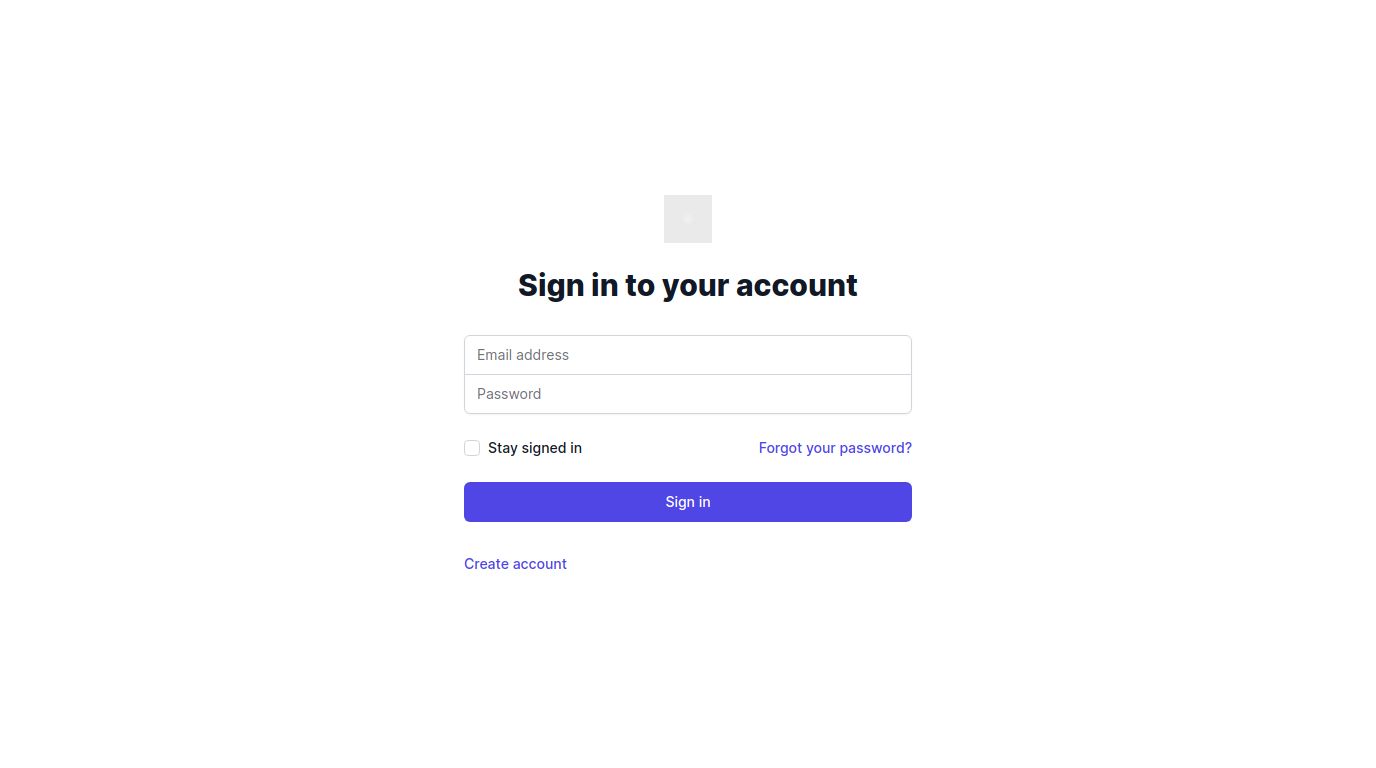 Sign in to your account
Email address
Password
Stay signed in
Forgot your password?
Sign in
Create account